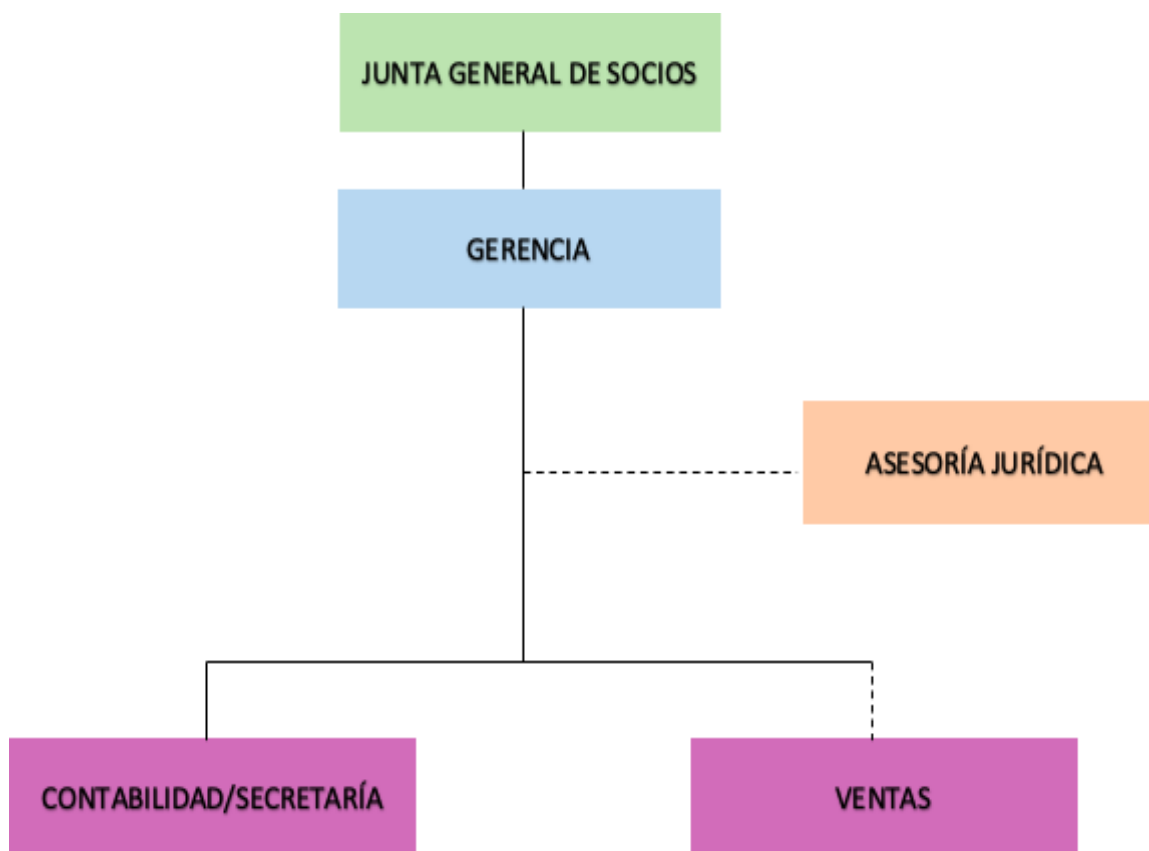 JUNTA GENERAL DE SOCIOS
GERENCIA
ASESORÍA JURÍDICA
CONTABILIDAD/SECRETARÍA
VENTAS